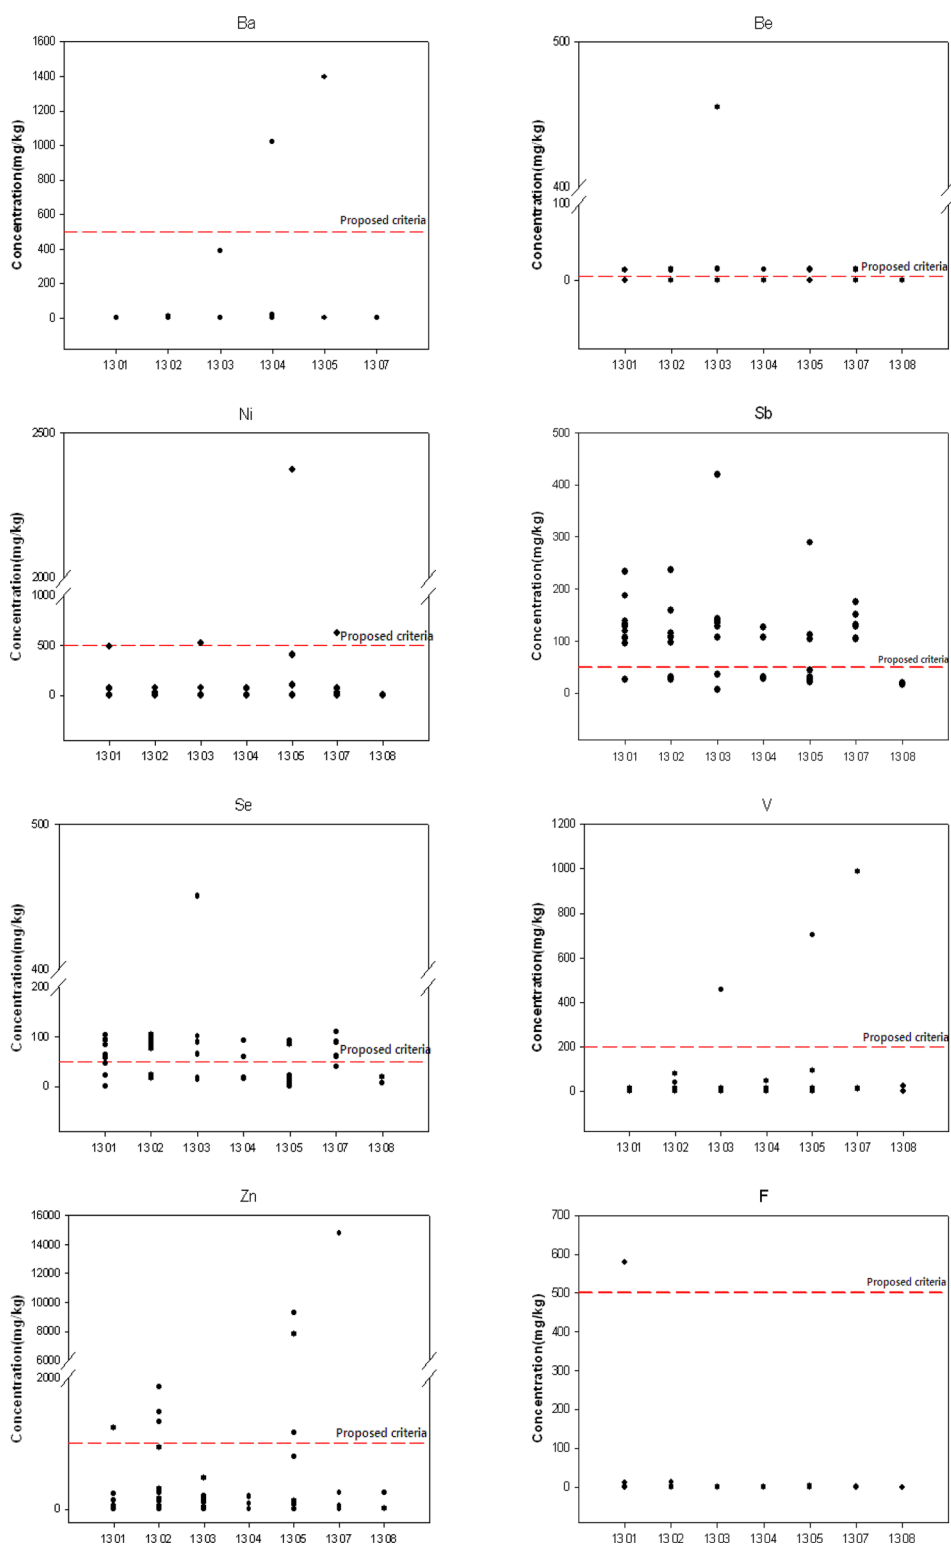 Ba
Concentration(mg/kg)
1600
1400
1200
1000
800
600
400
200
0
Proposed criteria
13 01 13 02 13 03 13 04 13 05 13 07
Be
Concentration(mg/kg)
500
400
100
0
Proposed criteria
13 01 13 02 13 03 13 04 13 05 13 07 13 08
Ni
Concentration(mg/kg)
2500
2000
1000
500
0
Proposed criteria
13 01 13 02 13 03 13 04 13 05 13 07 13 08
Sb
Concentration(mg/kg)
500
400
300
200
100
0
Proposed criteria
13 01 13 02 13 03 13 04 13 05 13 07 13 08
Se
Concentration(mg/kg)
500
400
200
100
0
Proposed criteria
13 01 13 02 13 03 13 04 13 05 13 07 13 08
V
Concentration(mg/kg)
1200
1000
800
600
400
200
0
Proposed criteria
13 01 13 02 13 03 13 04 13 05 13 07 13 08
Zn
Concentration(mg/kg)
16000
14000
12000
10000
8000
6000
2000
0
Proposed criteria
13 01 13 02 13 03 13 04 13 05 13 07 13 08
F
Concentration(mg/kg)
700
600
500
400
300
200
100
0
Proposed criteria
13 01 13 02 13 03 13 04 13 05 13 07 13 08